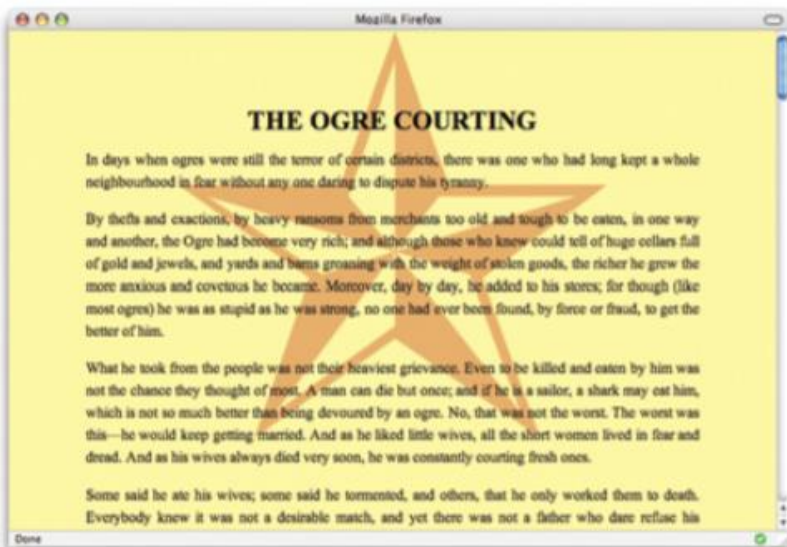 Mozilla Firefox
THE OGRE COURTING
In days when ogres were still the terror of certain districts, there was one who had long kept a whole
neighbourhood in fear without any one daring to dispute his tyranny.
By thefts and exactions, by heavy ransoms from merchants too old and tough to be eaten, in one way
and another, the Ogre had become very rich; and although those who knew could tell of huge cellars full
of gold and jewels, and yards and barns groaning with the weight of stolen goods, the richer he grew the
more anxious and covetous he became. Moreover, day by day, he added to his stores; for though (like
most ogres) he was as stupid as he was strong, no one had ever been found, by force or fraud, to get the
better of him.
What he took from the people was not their heaviest grievance. Even to be killed and eaten by him was
not the chance they thought of most. A man can die but once; and if he is a sailor, a shark may eat him,
which is not so much better than being devoured by an ogre. No, that was not the worst. The worst was
this—he would keep getting married. And as he liked little wives, all the short women lived in fear and
dread. And as his wives always died very soon, he was constantly courting fresh ones.
Some said he ate his wives; some said he tormented, and others, that he only worked them to death.
Everybody knew it was not a desirable match, and yet there was not a father who dare refuse his
Done